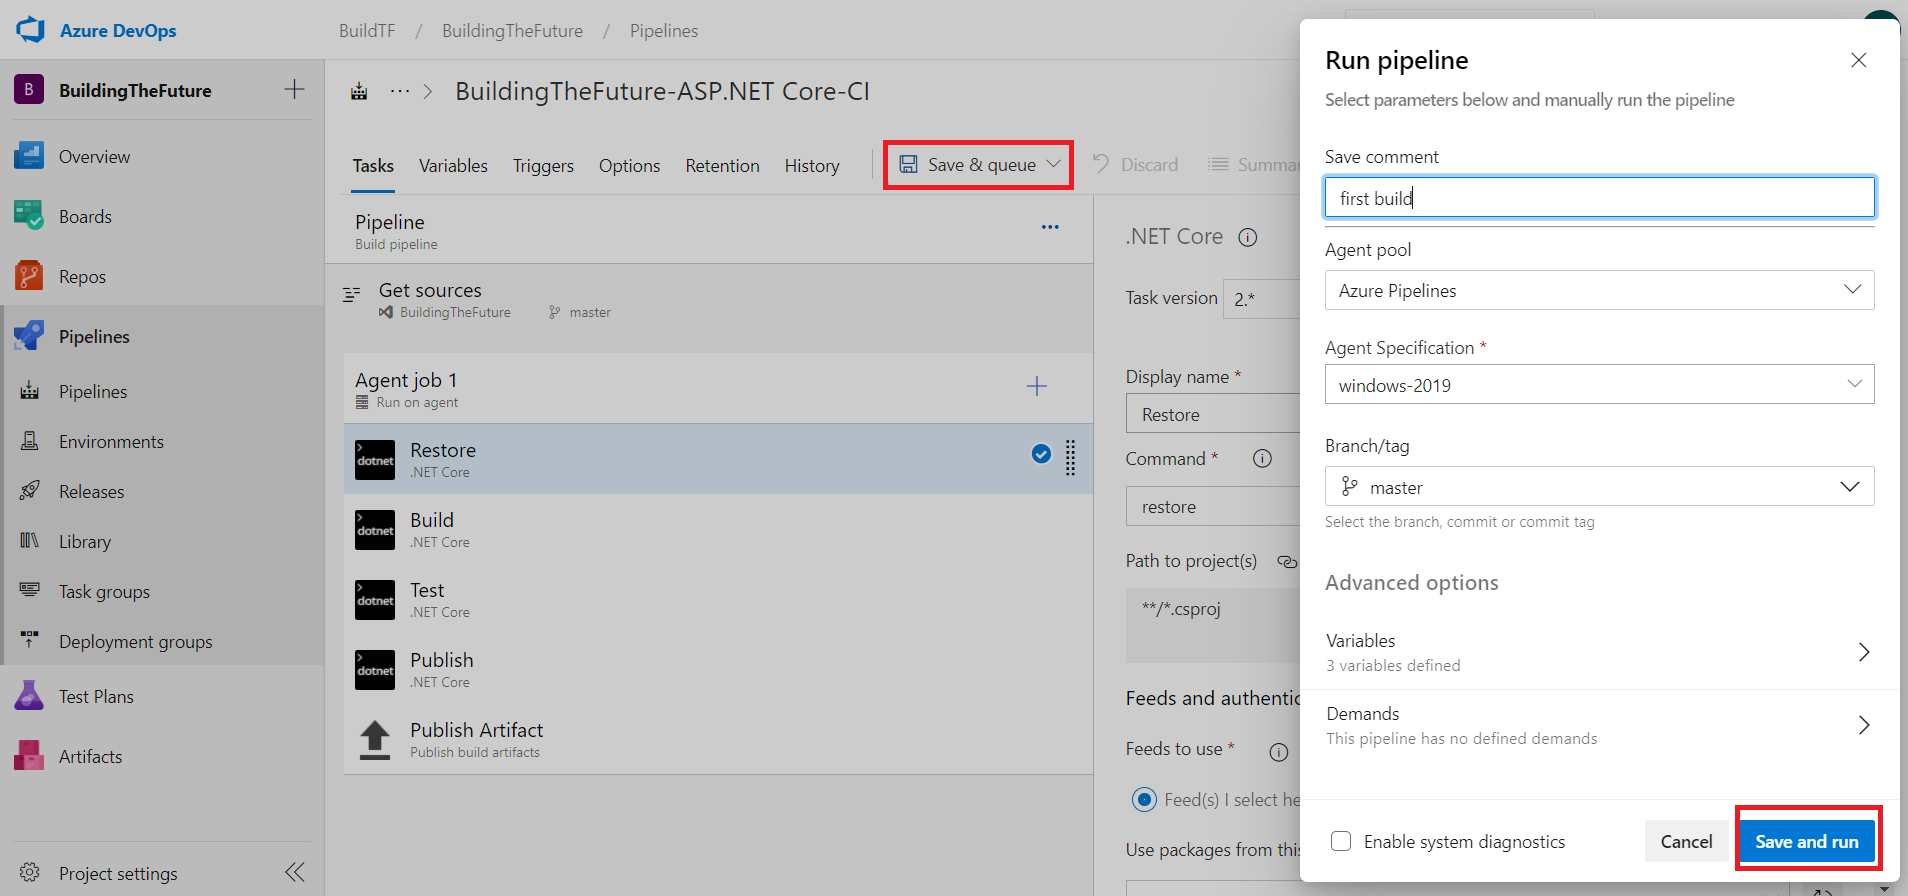 Azure DevOps
BuildTF / BuildingTheFuture / Pipelines
B BuildingTheFuture
Overview
Boards
Repos
Pipelines
Pipelines
Environments
Releases
Library
Task groups
Deployment groups
Test Plans
Artifacts
Project settings
··· > BuildingTheFuture-ASP.NET Core-CI
Tasks Variables Triggers Options Retention History Save & queue Discard Summar
Pipeline
Build pipeline
Get sources
BuildingTheFuture master
Agent job 1
Run on agent
dotnet Restore
.NET Core
dotnet Build
.NET Core
dotnet Test
.NET Core
dotnet Publish
.NET Core
Publish Artifact
Publish build artifacts
.NET Core
Task version 2.*
Display name *
Restore
Command *
restore
Path to project(s)
**/*.csproj
Feeds and authentic
Feeds to use *
Feed(s) I select he
Use packages from this
Run pipeline
Select parameters below and manually run the pipeline
Save comment
first build
Agent pool
Azure Pipelines
Agent Specification *
windows-2019
Branch/tag
master
Select the branch, commit or commit tag
Advanced options
Variables
3 variables defined
Demands
This pipeline has no defined demands
Enable system diagnostics
Cancel
Save and run